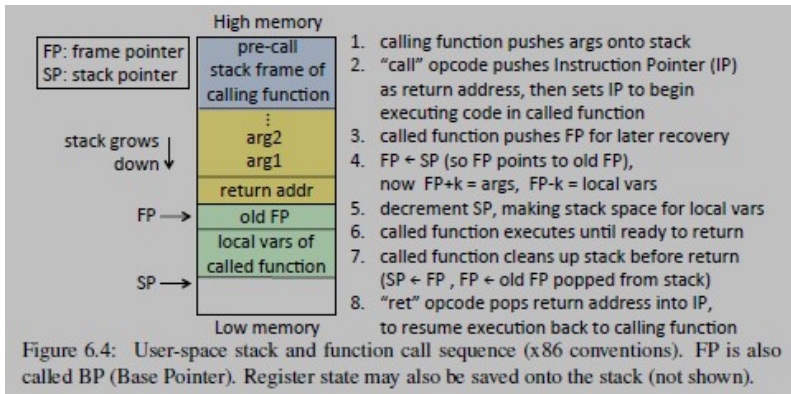 High memory
FP: frame pointer
SP: stack pointer
pre-call
stack frame of
calling function
⋮
arg2
arg1
return addr
old FP
local vars of
called function
Low memory
stack grows
down ↓
FP →
SP →
1. calling function pushes args onto stack
2. “call” opcode pushes Instruction Pointer (IP)
as return address, then sets IP to begin
executing code in called function
3. called function pushes FP for later recovery
4. FP ← SP (so FP points to old FP),
now FP+k = args, FP-k = local vars
5. decrement SP, making stack space for local vars
6. called function executes until ready to return
7. called function cleans up stack before return
(SP ← FP , FP ← old FP popped from stack)
8. “ret” opcode pops return address into IP,
to resume execution back to calling function
Figure 6.4: User-space stack and function call sequence (x86 conventions). FP is also
called BP (Base Pointer). Register state may also be saved onto the stack (not shown).